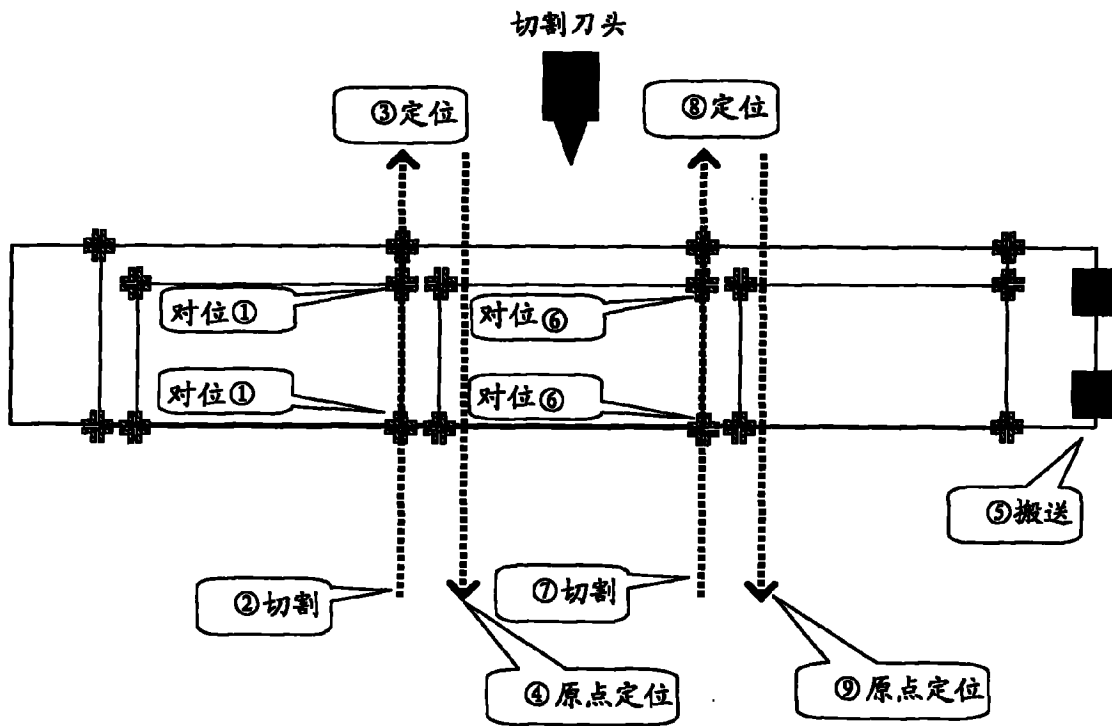 切割刀头
③定位
⑧定位
对位①
对位⑥
对位①
对位⑥
⑤搬送
②切割
⑦切割
④原点定位
⑨原点定位